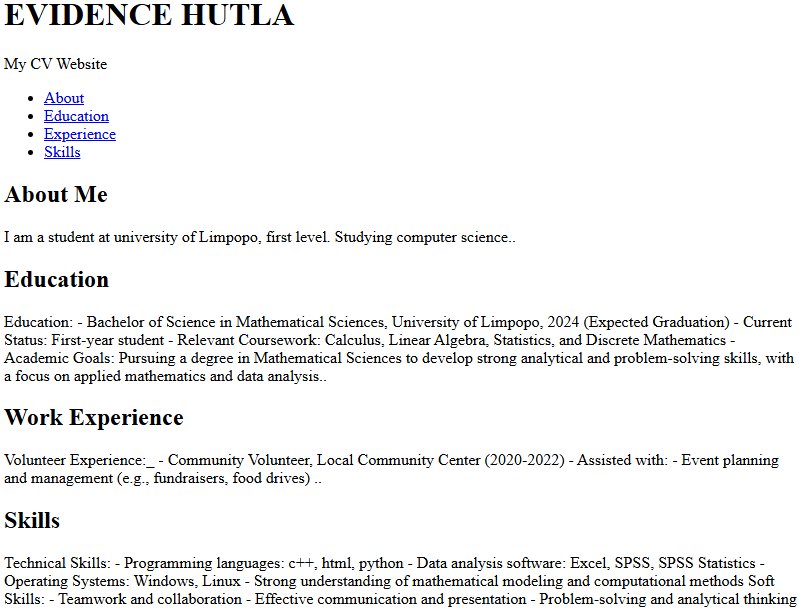 EVIDENCE HUTLA
My CV Website
About
Education
Experience
Skills
About Me
I am a student at university of Limpopo, first level. Studying computer science..
Education
Education: - Bachelor of Science in Mathematical Sciences, University of Limpopo, 2024 (Expected Graduation) - Current
Status: First-year student - Relevant Coursework: Calculus, Linear Algebra, Statistics, and Discrete Mathematics -
Academic Goals: Pursuing a degree in Mathematical Sciences to develop strong analytical and problem-solving skills, with
a focus on applied mathematics and data analysis..
Work Experience
Volunteer Experience:_ - Community Volunteer, Local Community Center (2020-2022) - Assisted with: - Event planning
and management (e.g., fundraisers, food drives) ..
Skills
Technical Skills: - Programming languages: c++, html, python - Data analysis software: Excel, SPSS, SPSS Statistics -
Operating Systems: Windows, Linux - Strong understanding of mathematical modeling and computational methods Soft
Skills: - Teamwork and collaboration - Effective communication and presentation - Problem-solving and analytical thinking